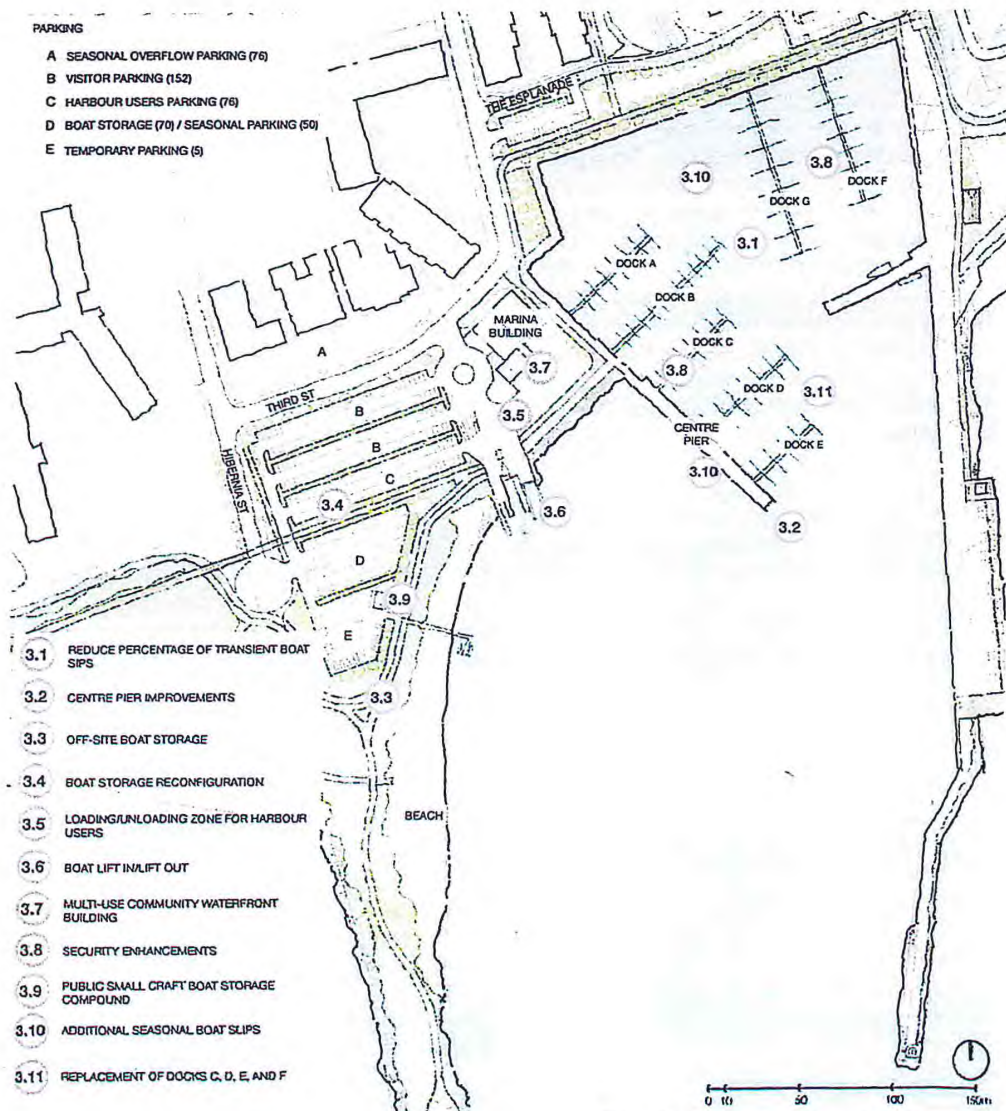 PARKING
A SEASONAL OVERFLOW PARKING (76)
B VISITOR PARKING (152)
C HARBOUR USERS PARKING (76)
D BOAT STORAGE (70) / SEASONAL PARKING (50)
E TEMPORARY PARKING (5)
THE ESPLANADE
3.10
3.8
DOCK F
DOCK G
3.1
DOCK A
DOCK B
MARINA
BUILDING
DOCK C
A
3.7
3.8
DOCK D
3.11
THIRD ST
B
3.5
CENTRE
PIER
DOCK E
B
HIBERNIA ST
C
3.10
3.4
3.6
3.2
D
3.9
E
3.3
BEACH
3.1 REDUCE PERCENTAGE OF TRANSIENT BOAT
SIPS
3.2 CENTRE PIER IMPROVEMENTS
3.3 OFF-SITE BOAT STORAGE
3.4 BOAT STORAGE RECONFIGURATION
3.5 LOADING/UNLOADING ZONE FOR HARBOUR
USERS
3.6 BOAT LIFT IN/LIFT OUT
3.7 MULTI-USE COMMUNITY WATERFRONT
BUILDING
3.8 SECURITY ENHANCEMENTS
3.9 PUBLIC SMALL CRAFT BOAT STORAGE
COMPOUND
3.10 ADDITIONAL SEASONAL BOAT SLIPS
3.11 REPLACEMENT OF DOCKS C, D, E, AND F
0 10 50 100 150m